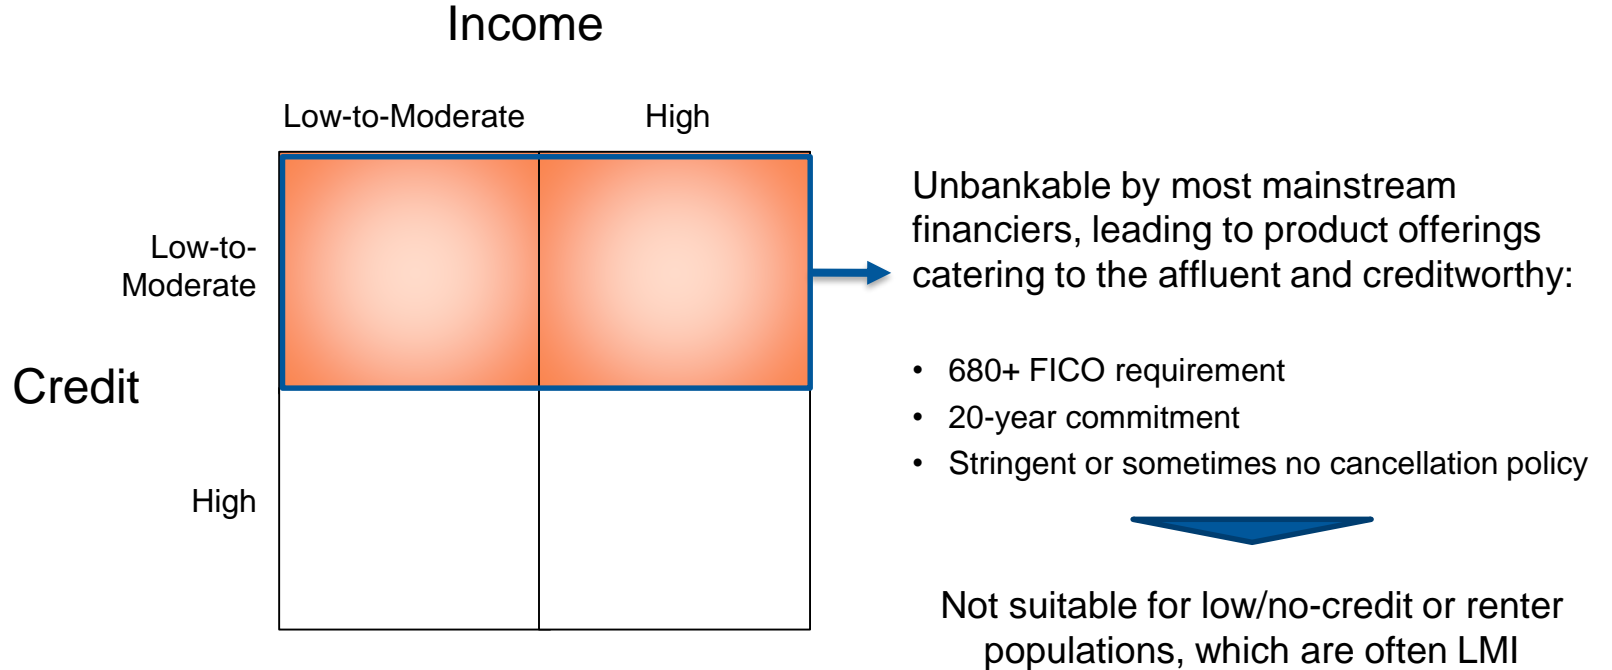 Income
Low-to-Moderate
High
Low-to-
Moderate
Credit
High
Unbankable by most mainstream
financiers, leading to product offerings
catering to the affluent and creditworthy:
• 680+ FICO requirement
• 20-year commitment
• Stringent or sometimes no cancellation policy
Not suitable for low/no-credit or renter
populations, which are often LMI